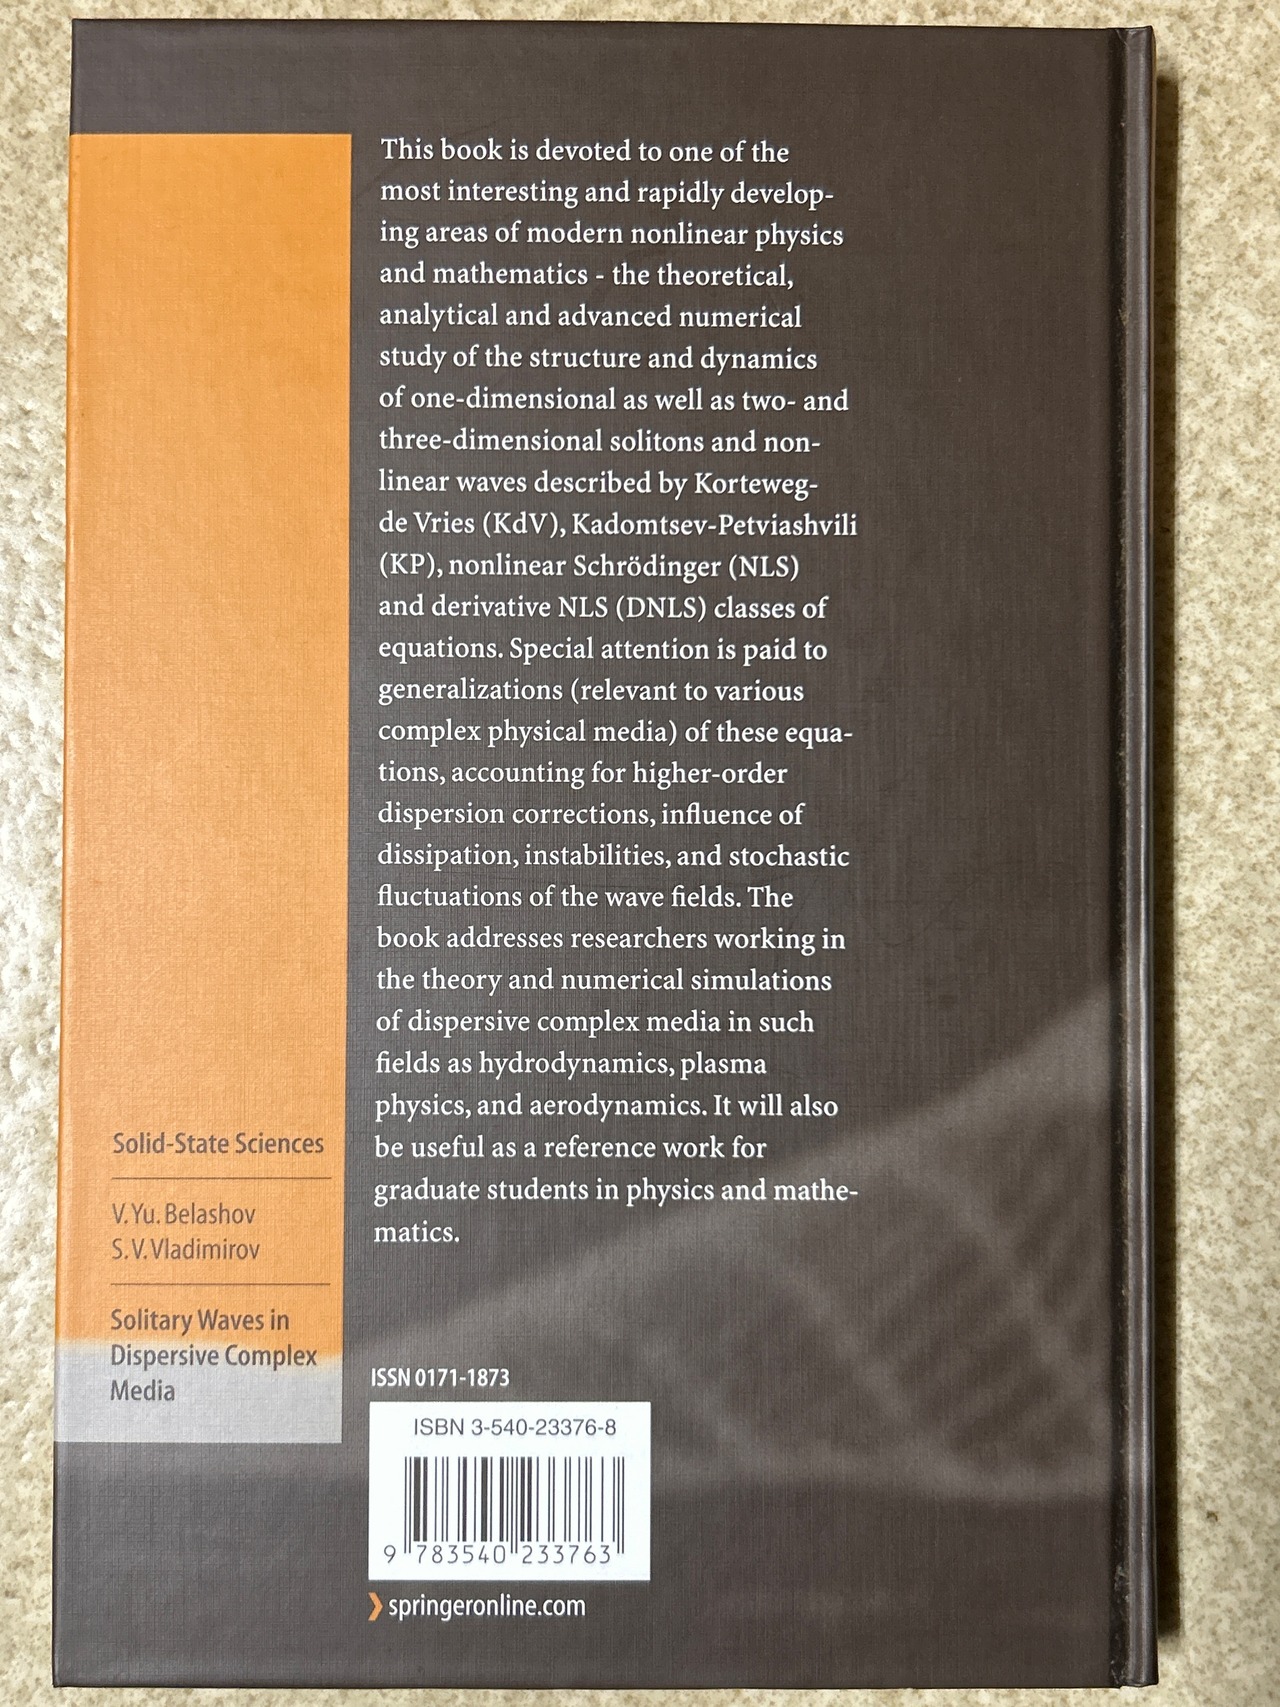 This book is devoted to one of the
most interesting and rapidly develop-
ing areas of modern nonlinear physics
and mathematics - the theoretical,
analytical and advanced numerical
study of the structure and dynamics
of one-dimensional as well as two- and
three-dimensional solitons and non-
linear waves described by Korteweg-
de Vries (KdV), Kadomtsev-Petviashvili
(KP), nonlinear Schrödinger (NLS)
and derivative NLS (DNLS) classes of
equations. Special attention is paid to
generalizations (relevant to various
complex physical media) of these equa-
tions, accounting for higher-order
dispersion corrections, influence of
dissipation, instabilities, and stochastic
fluctuations of the wave fields. The
book addresses researchers working in
the theory and numerical simulations
of dispersive complex media in such
fields as hydrodynamics, plasma
physics, and aerodynamics. It will also
be useful as a reference work for
graduate students in physics and mathe-
matics.
Solid-State Sciences
V. Yu. Belashov
S. V. Vladimirov
Solitary Waves in
Dispersive Complex
Media
ISSN 0171-1873
ISBN 3-540-23376-8
9 783540 233763
springeronline.com